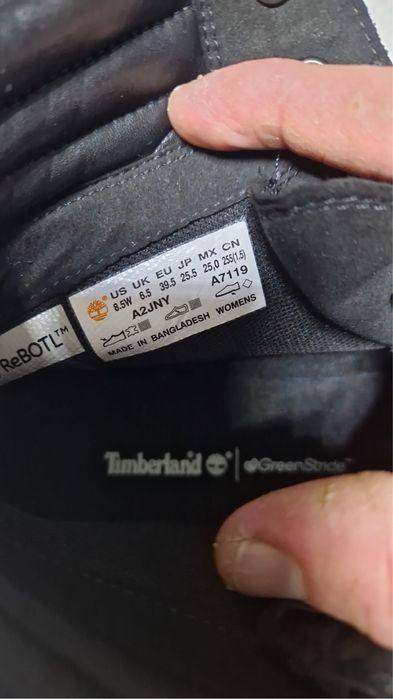 US UK EU JP MX CN
8.5W 6.5 39.5 25.5 25,0 255(1.5)
A2JNY A7119
MADE IN BANGLADESH WOMENS
ReBOTL™
Timberland | GreenStride™